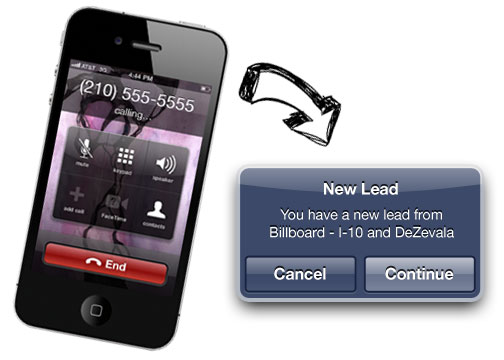 AT&T 3G
4:44 PM
(210) 555-5555
calling...
mute
keypad
speaker
add call
FaceTime
contacts
End
New Lead
You have a new lead from
Billboard - I-10 and DeZevala
Cancel
Continue